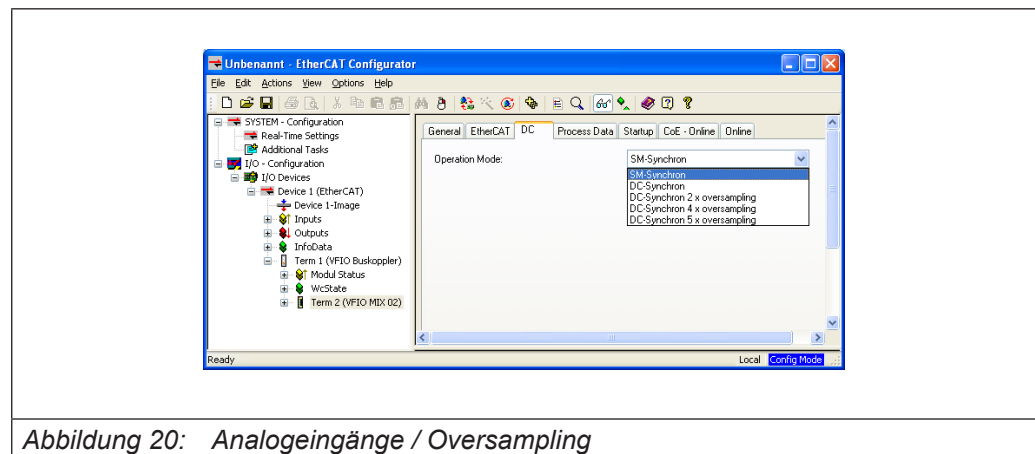 Unbenannt - EtherCAT Configurator
File Edit Actions View Options Help
SYSTEM - Configuration
Real-Time Settings
Additional Tasks
I/O - Configuration
I/O Devices
Device 1 (EtherCAT)
Device 1-Image
Inputs
Outputs
InfoData
Term 1 (VFIO Buskoppler)
Modul Status
WcState
Term 2 (VFIO MIX 02)
General EtherCAT DC Process Data Startup CoE - Online Online
Operation Mode: SM-Synchron
SM-Synchron
DC-Synchron
DC-Synchron 2 x oversampling
DC-Synchron 4 x oversampling
DC-Synchron 5 x oversampling
Ready Local Config Mode
Abbildung 20: Analogeingänge / Oversampling